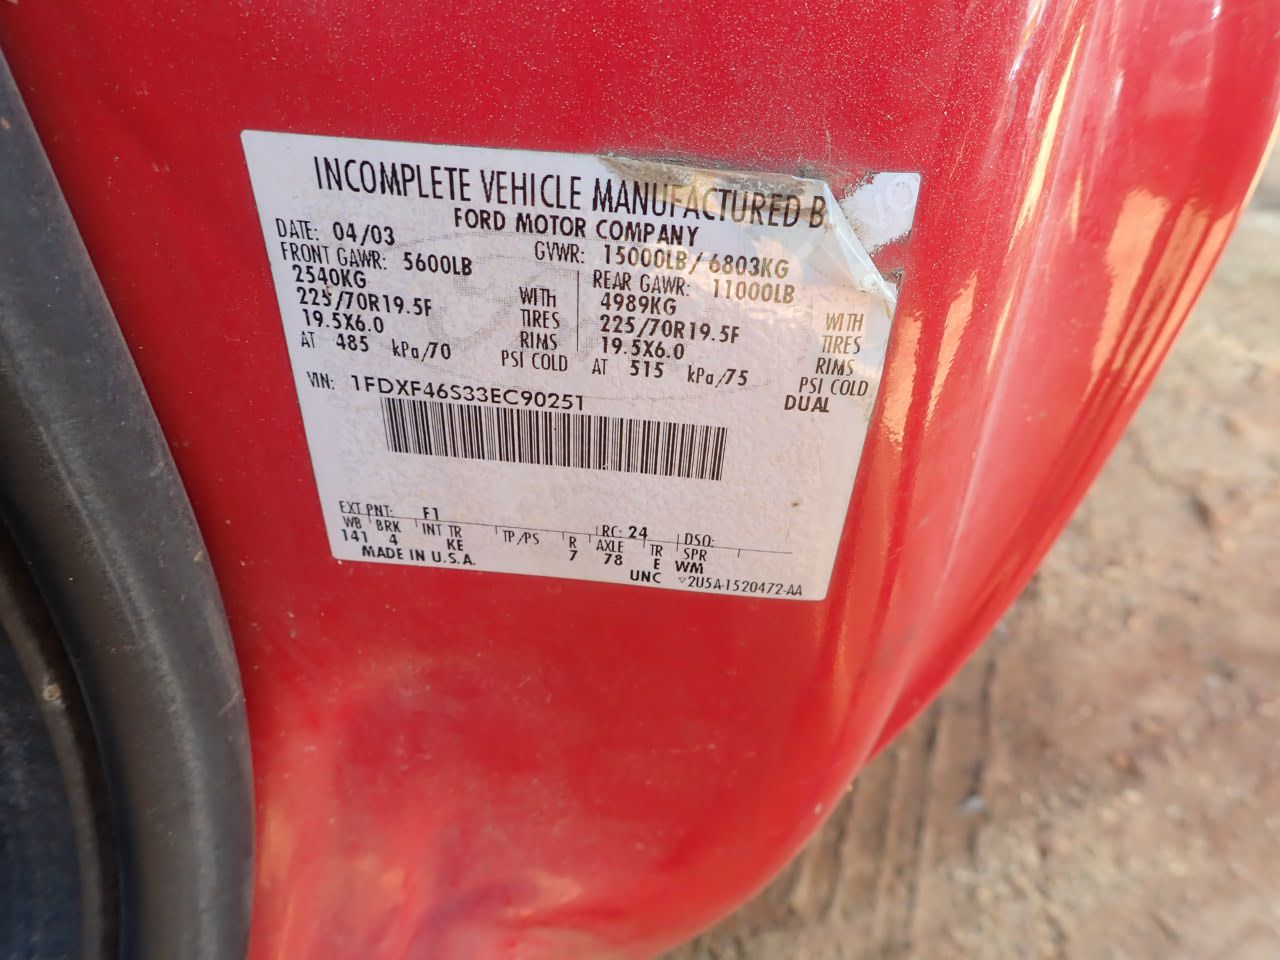 INCOMPLETE VEHICLE MANUFACTURED B
FORD MOTOR COMPANY
DATE: 04/03 GVWR: 15000LB/6803KG
FRONT GAWR: 5600LB REAR GAWR: 11000LB
2540KG WITH 4989KG WITH
225/70R19.5F TIRES 225/70R19.5F TIRES
19.5X6.0 RIMS 19.5X6.0 RIMS
AT 485 kPa/70 PSI COLD AT 515 kPa/75 PSI COLD
DUAL
VIN: 1FDXF46S33EC90251
EXT PNT: F1 RC: 24 DSO:
WB BRK INT TR TP/PS R AXLE TR SPR
141 4 KE 7 78 E WM
MADE IN U.S.A. UNC ▽2U5A-1520472-AA